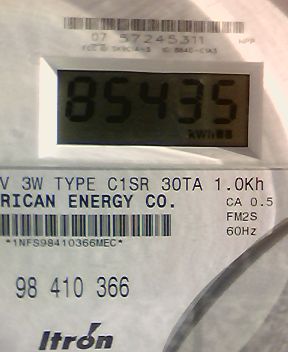 07 57245311 NPP
85435
kWh
V 3W TYPE C1SR 30TA 1.0Kh
RICAN ENERGY CO.
CA 0.5
FM2S
60Hz
*1NFS98410366MEC*
98 410 366
Itron